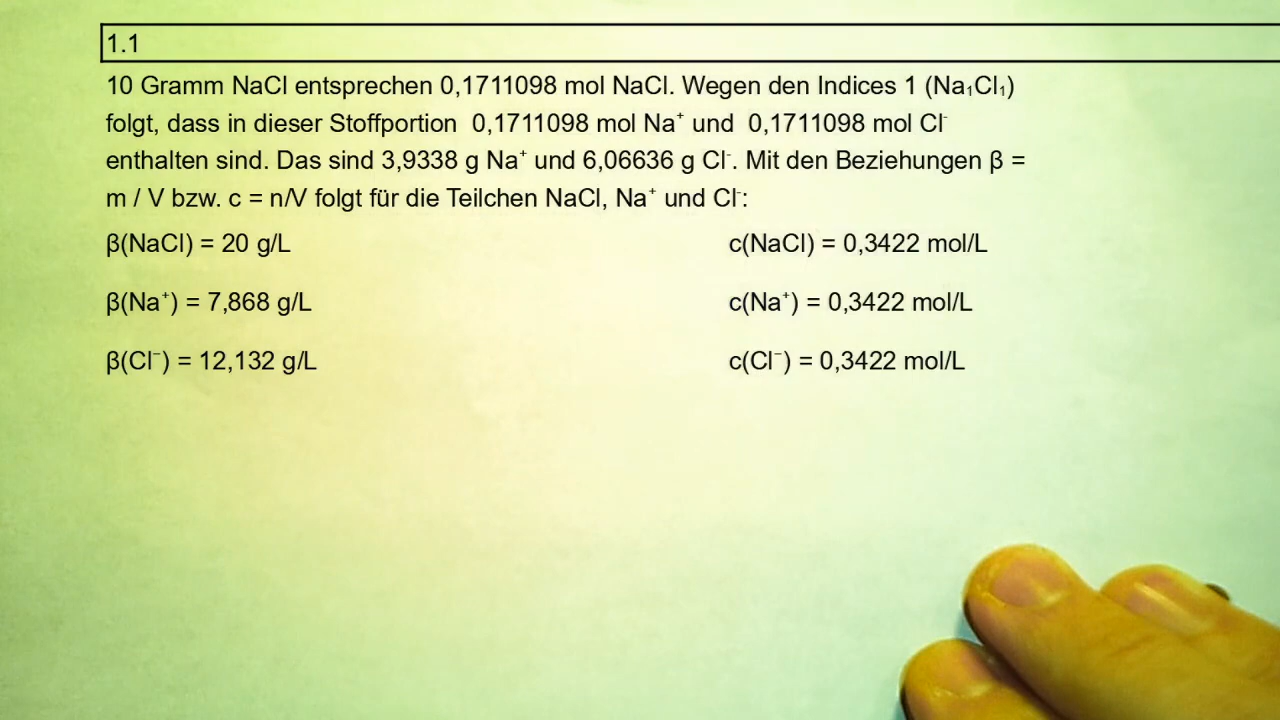 1.1
10 Gramm NaCl entsprechen 0,1711098 mol NaCl. Wegen den Indices 1 (Na₁Cl₁)
folgt, dass in dieser Stoffportion 0,1711098 mol Na⁺ und 0,1711098 mol Cl⁻
enthalten sind. Das sind 3,9338 g Na⁺ und 6,06636 g Cl⁻. Mit den Beziehungen β =
m / V bzw. c = n/V folgt für die Teilchen NaCl, Na⁺ und Cl⁻:
β(NaCl) = 20 g/L c(NaCl) = 0,3422 mol/L
β(Na⁺) = 7,868 g/L c(Na⁺) = 0,3422 mol/L
β(Cl⁻) = 12,132 g/L c(Cl⁻) = 0,3422 mol/L